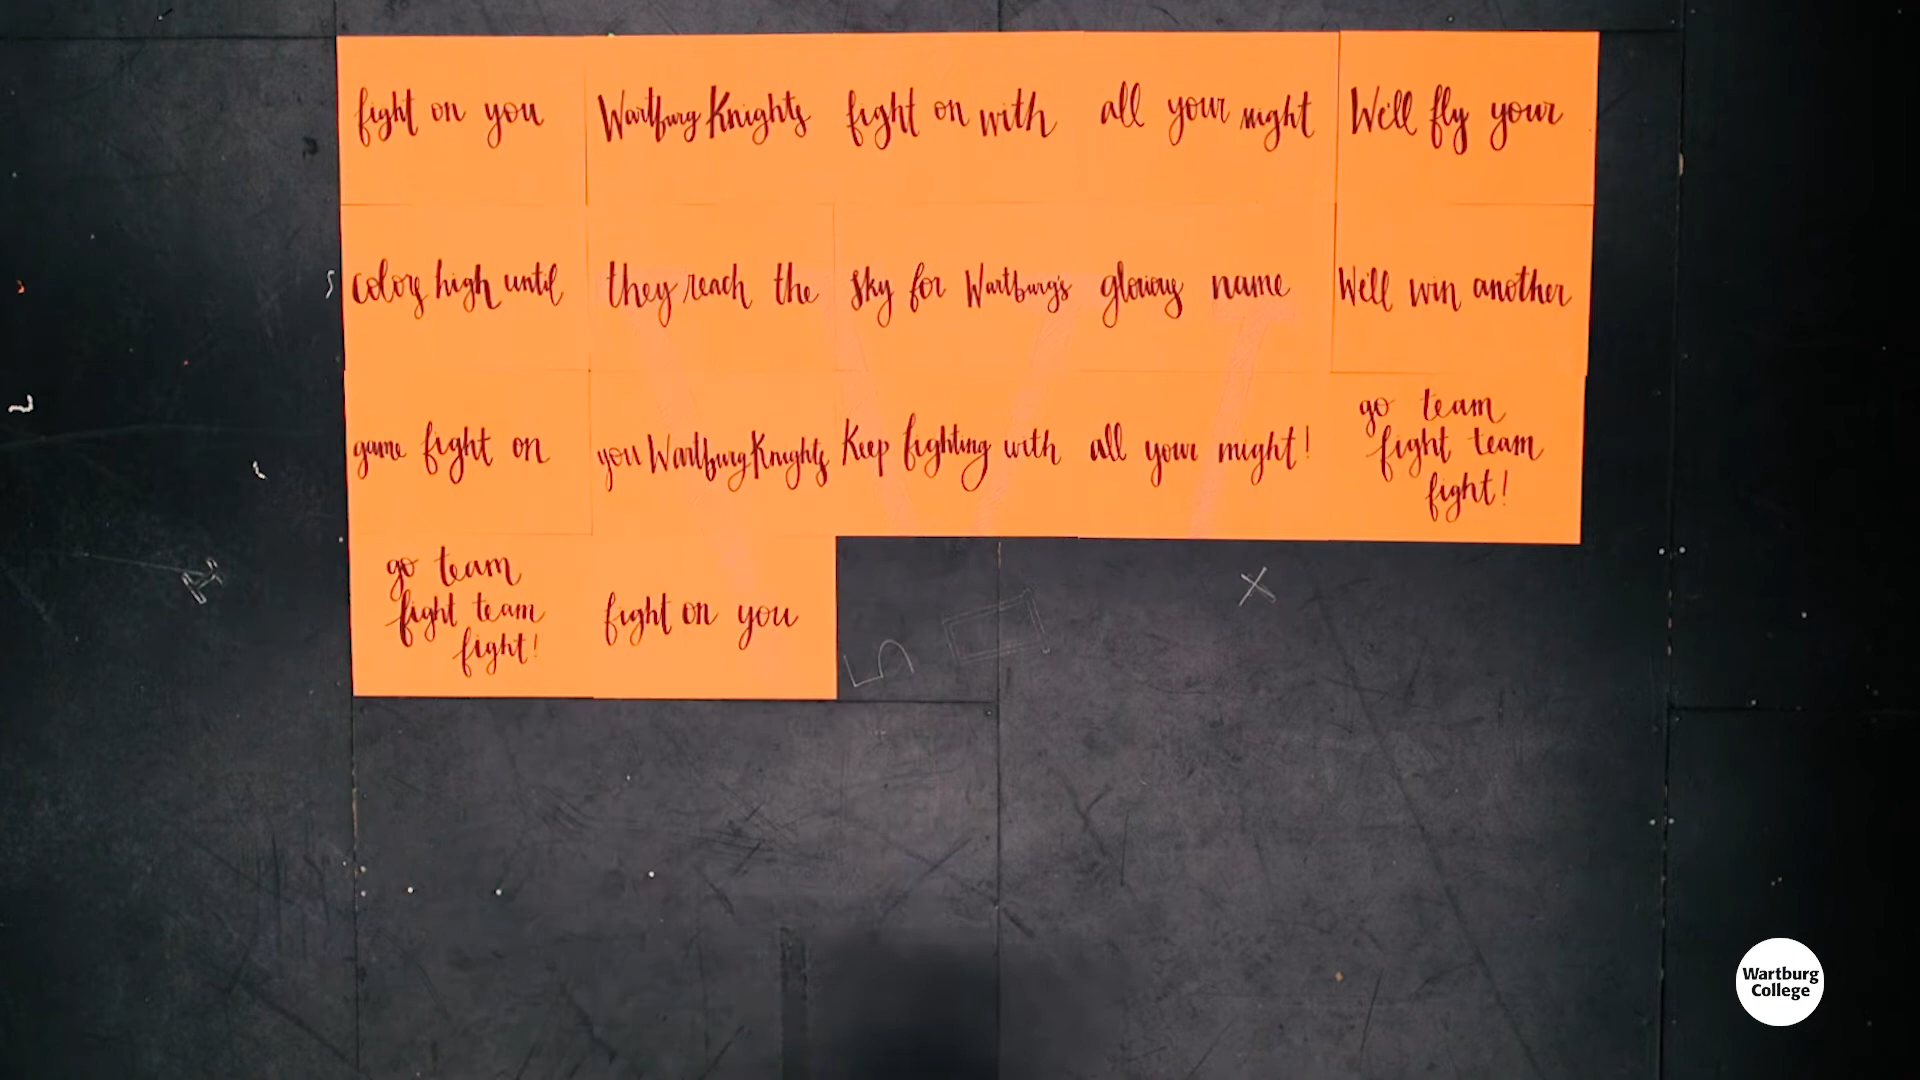 fight on you Wartburg Knights fight on with all your might We'll fly your
colors high until they reach the sky for Wartburg's glorious name We'll win another
game fight on you Wartburg Knights Keep fighting with all your might! go team
fight team
fight!
go team
fight team
fight!
fight on you
Wartburg
College